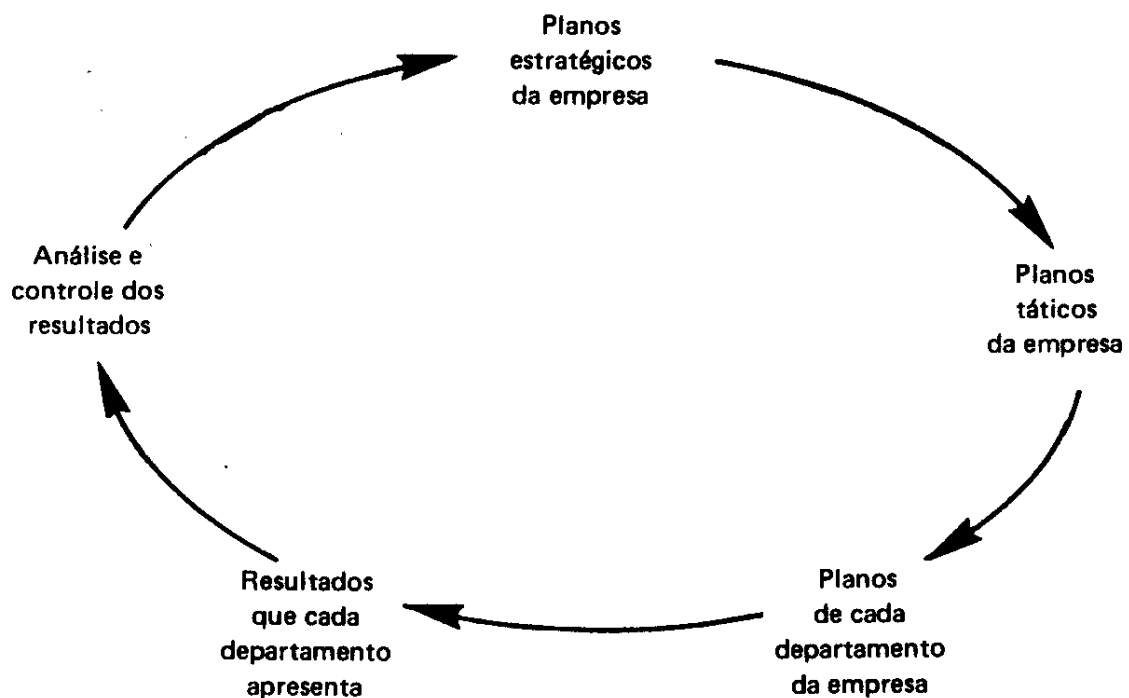 Planos
estratégicos
da empresa
Planos
táticos
da empresa
Planos
de cada
departamento
da empresa
Resultados
que cada
departamento
apresenta
Análise e
controle dos
resultados